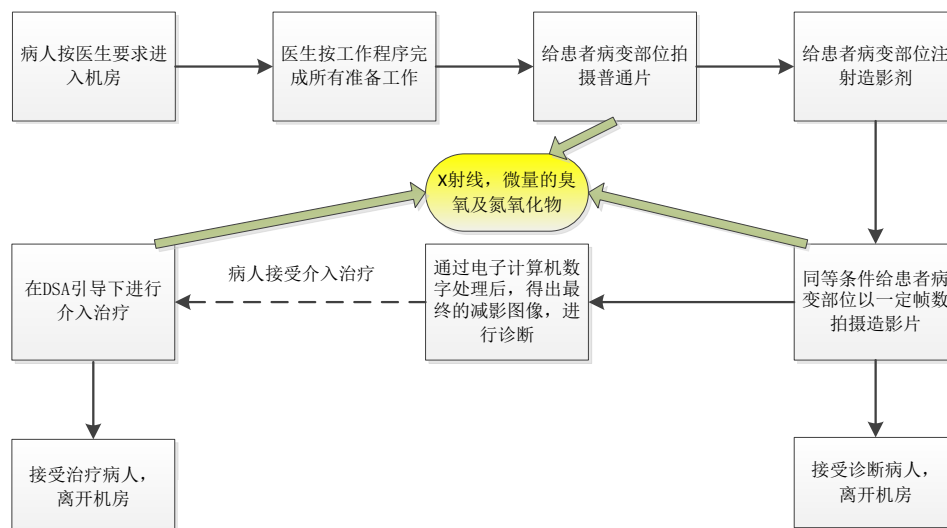 病人按医生要求进
入机房
医生按工作程序完
成所有准备工作
给患者病变部位拍
摄普通片
给患者病变部位注
射造影剂
X射线，微量的臭
氧及氮氧化物
在DSA引导下进行
介入治疗
病人接受介入治疗
通过电子计算机数
字处理后，得出最
终的减影图像，进
行诊断
同等条件给患者病
变部位以一定帧数
拍摄造影片
接受治疗病人，
离开机房
接受诊断病人，
离开机房